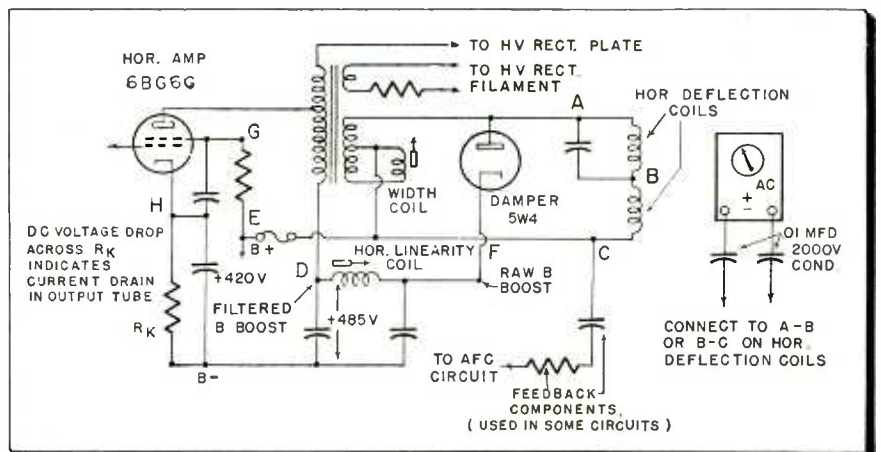 TO HV RECT. PLATE
HOR. AMP
6BG6G
TO HV RECT.
FILAMENT
HOR DEFLECTION
COILS
A
G
B
AC
+
-
WIDTH
COIL
DAMPER
5W4
H
E
DC VOLTAGE DROP
ACROSS RK
INDICATES
CURRENT DRAIN
IN OUTPUT TUBE
B+
HOR. LINEARITY
COIL
F
C
.01 MFD
2000V
COND.
+420V
D
RAW B
BOOST
FILTERED
B BOOST
+485V
RK
CONNECT TO A-B
OR B-C ON HOR.
DEFLECTION COILS
TO AFC
CIRCUIT
B-
FEEDBACK
COMPONENTS,
(USED IN SOME CIRCUITS)